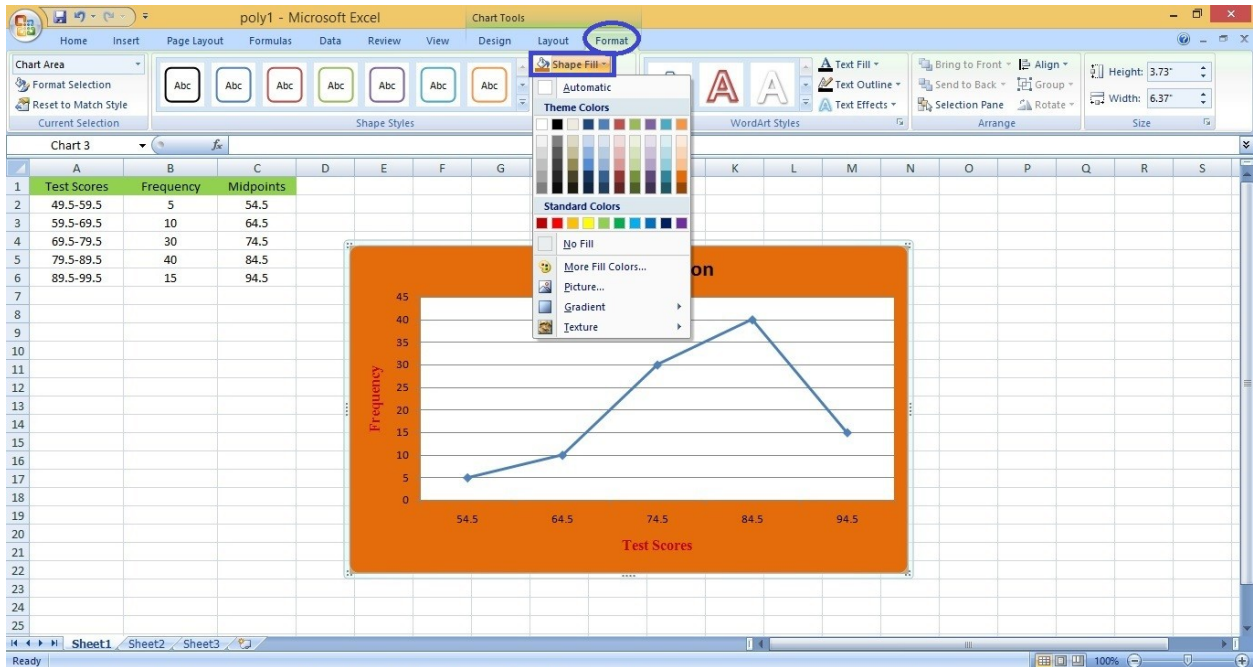 poly1 - Microsoft Excel
Chart Tools
Home Insert Page Layout Formulas Data Review View Design Layout Format
Chart Area
Format Selection
Reset to Match Style
Current Selection
Abc Abc Abc Abc Abc Abc
Shape Styles
Shape Fill
Automatic
Theme Colors
Standard Colors
No Fill
More Fill Colors...
Picture...
Gradient
Texture
A A
WordArt Styles
Text Fill
Text Outline
Text Effects
Bring to Front
Send to Back
Selection Pane
Align
Group
Rotate
Arrange
Height: 3.73"
Width: 6.37"
Size
Chart 3 fx
A B C D E F G K L M N O P Q R S
1 Test Scores Frequency Midpoints
2 49.5-59.5 5 54.5
3 59.5-69.5 10 64.5
4 69.5-79.5 30 74.5
5 79.5-89.5 40 84.5
6 89.5-99.5 15 94.5
7
8
9
10
11
12
13
14
15
16
17
18
19
20
21
22
23
24
25
on
45
40
35
30
25
20
15
10
5
0
Frequency
54.5 64.5 74.5 84.5 94.5
Test Scores
Sheet1 Sheet2 Sheet3
Ready
100%